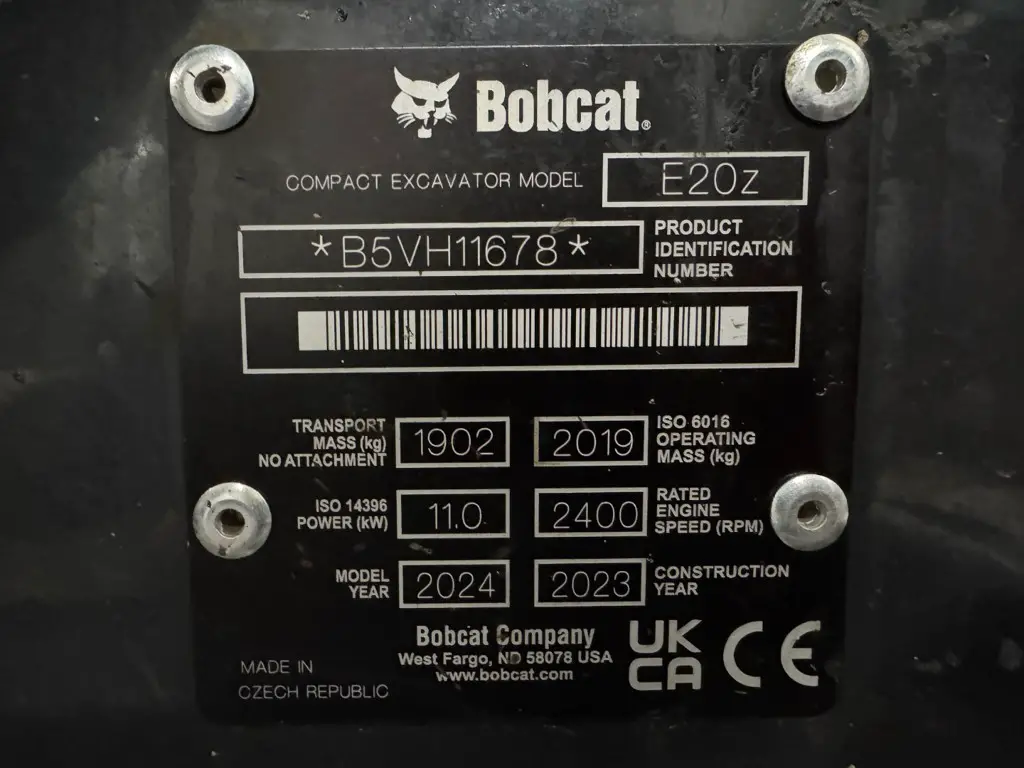 Bobcat®
COMPACT EXCAVATOR MODEL E20z
*B5VH11678* PRODUCT
IDENTIFICATION
NUMBER
TRANSPORT
MASS (kg)
NO ATTACHMENT
1902
2019
ISO 6016
OPERATING
MASS (kg)
ISO 14396
POWER (kW)
11.0
2400
RATED
ENGINE
SPEED (RPM)
MODEL
YEAR
2024
2023
CONSTRUCTION
YEAR
Bobcat Company
West Fargo, ND 58078 USA
www.bobcat.com
UK
CA
CE
MADE IN
CZECH REPUBLIC